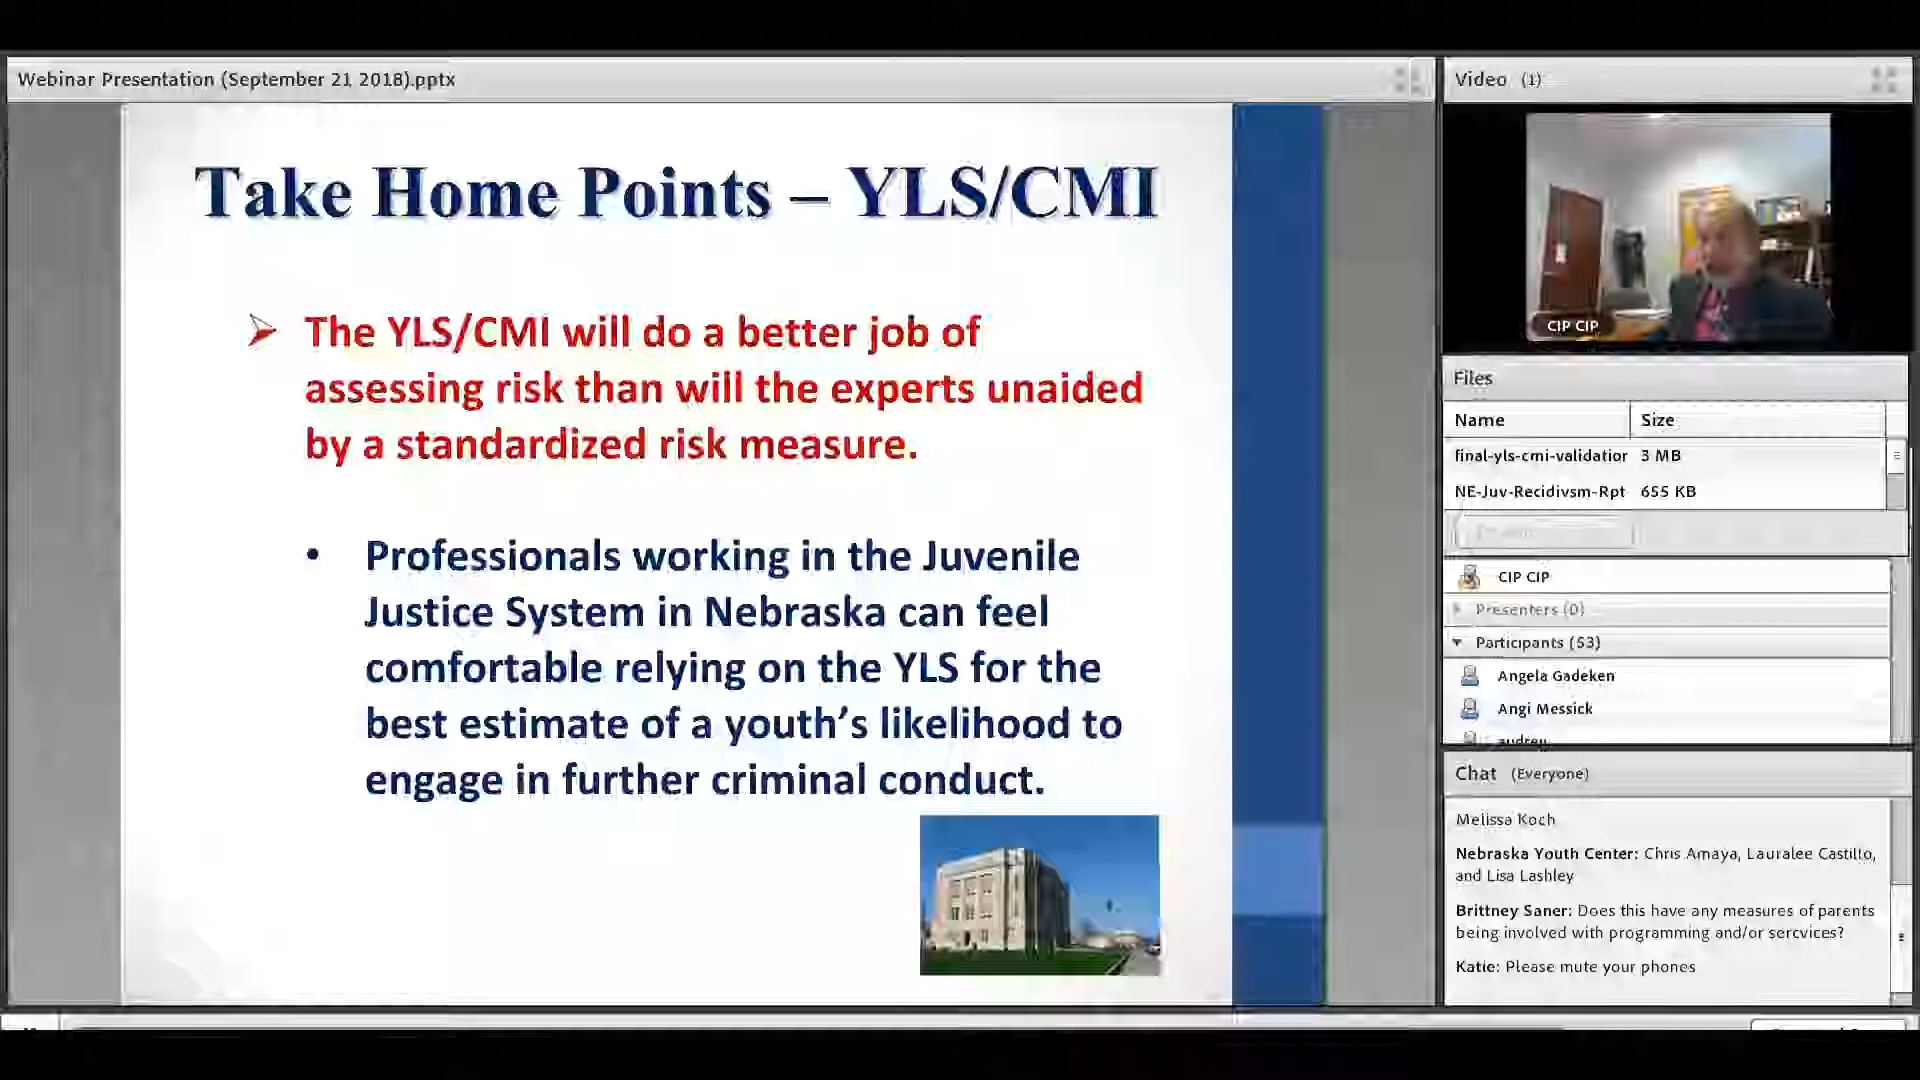 Webinar Presentation (September 21 2018).pptx
Take Home Points – YLS/CMI
The YLS/CMI will do a better job of
assessing risk than will the experts unaided
by a standardized risk measure.
• Professionals working in the Juvenile
Justice System in Nebraska can feel
comfortable relying on the YLS for the
best estimate of a youth’s likelihood to
engage in further criminal conduct.
Video (1)
CIP CIP
Files
Name Size
final-yls-cmi-validation 3 MB
NE-Juv-Recidivsm-Rpt 655 KB
CIP CIP
Presenters (0)
Participants (53)
Angela Gadeken
Angi Messick
audrey
Chat (Everyone)
Melissa Koch
Nebraska Youth Center: Chris Amaya, Lauralee Castillo,
and Lisa Lashley
Brittney Saner: Does this have any measures of parents
being involved with programming and/or sercvices?
Katie: Please mute your phones